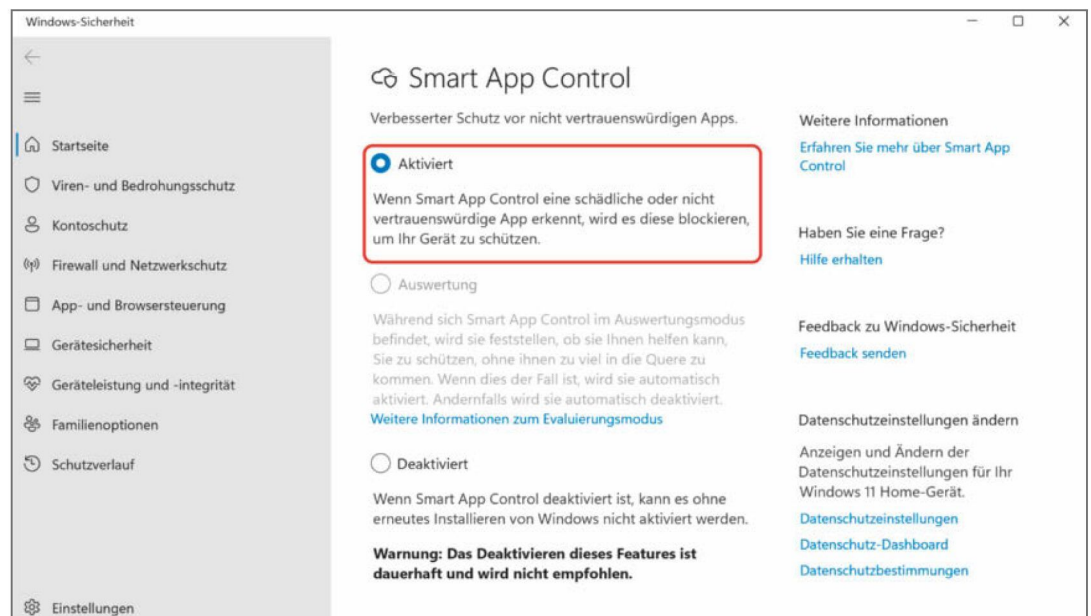 Windows-Sicherheit
Startseite
Viren- und Bedrohungsschutz
Kontoschutz
Firewall und Netzwerkschutz
App- und Browsersteuerung
Gerätesicherheit
Geräteleistung und -integrität
Familienoptionen
Schutzverlauf
Einstellungen
Smart App Control
Verbesserter Schutz vor nicht vertrauenswürdigen Apps.
Aktiviert
Wenn Smart App Control eine schädliche oder nicht
vertrauenswürdige App erkennt, wird es diese blockieren,
um Ihr Gerät zu schützen.
Auswertung
Während sich Smart App Control im Auswertungsmodus
befindet, wird sie feststellen, ob sie Ihnen helfen kann,
Sie zu schützen, ohne ihnen zu viel in die Quere zu
kommen. Wenn dies der Fall ist, wird sie automatisch
aktiviert. Andernfalls wird sie automatisch deaktiviert.
Weitere Informationen zum Evaluierungsmodus
Deaktiviert
Wenn Smart App Control deaktiviert ist, kann es ohne
erneutes Installieren von Windows nicht aktiviert werden.
Warnung: Das Deaktivieren dieses Features ist
dauerhaft und wird nicht empfohlen.
Weitere Informationen
Erfahren Sie mehr über Smart App
Control
Haben Sie eine Frage?
Hilfe erhalten
Feedback zu Windows-Sicherheit
Feedback senden
Datenschutzeinstellungen ändern
Anzeigen und Ändern der
Datenschutzeinstellungen für Ihr
Windows 11 Home-Gerät.
Datenschutzeinstellungen
Datenschutz-Dashboard
Datenschutzbestimmungen